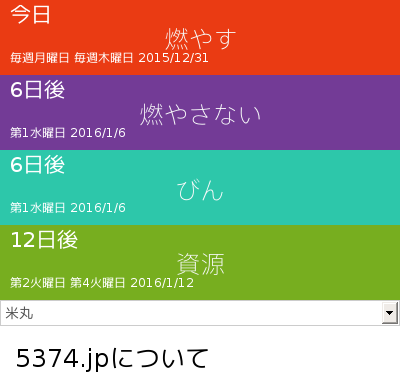 今日
燃やす
毎週月曜日 毎週木曜日 2015/12/31
6日後
燃やさない
第1水曜日 2016/1/6
6日後
びん
第1水曜日 2016/1/6
12日後
資源
第2火曜日 第4火曜日 2016/1/12
米丸
5374.jpについて